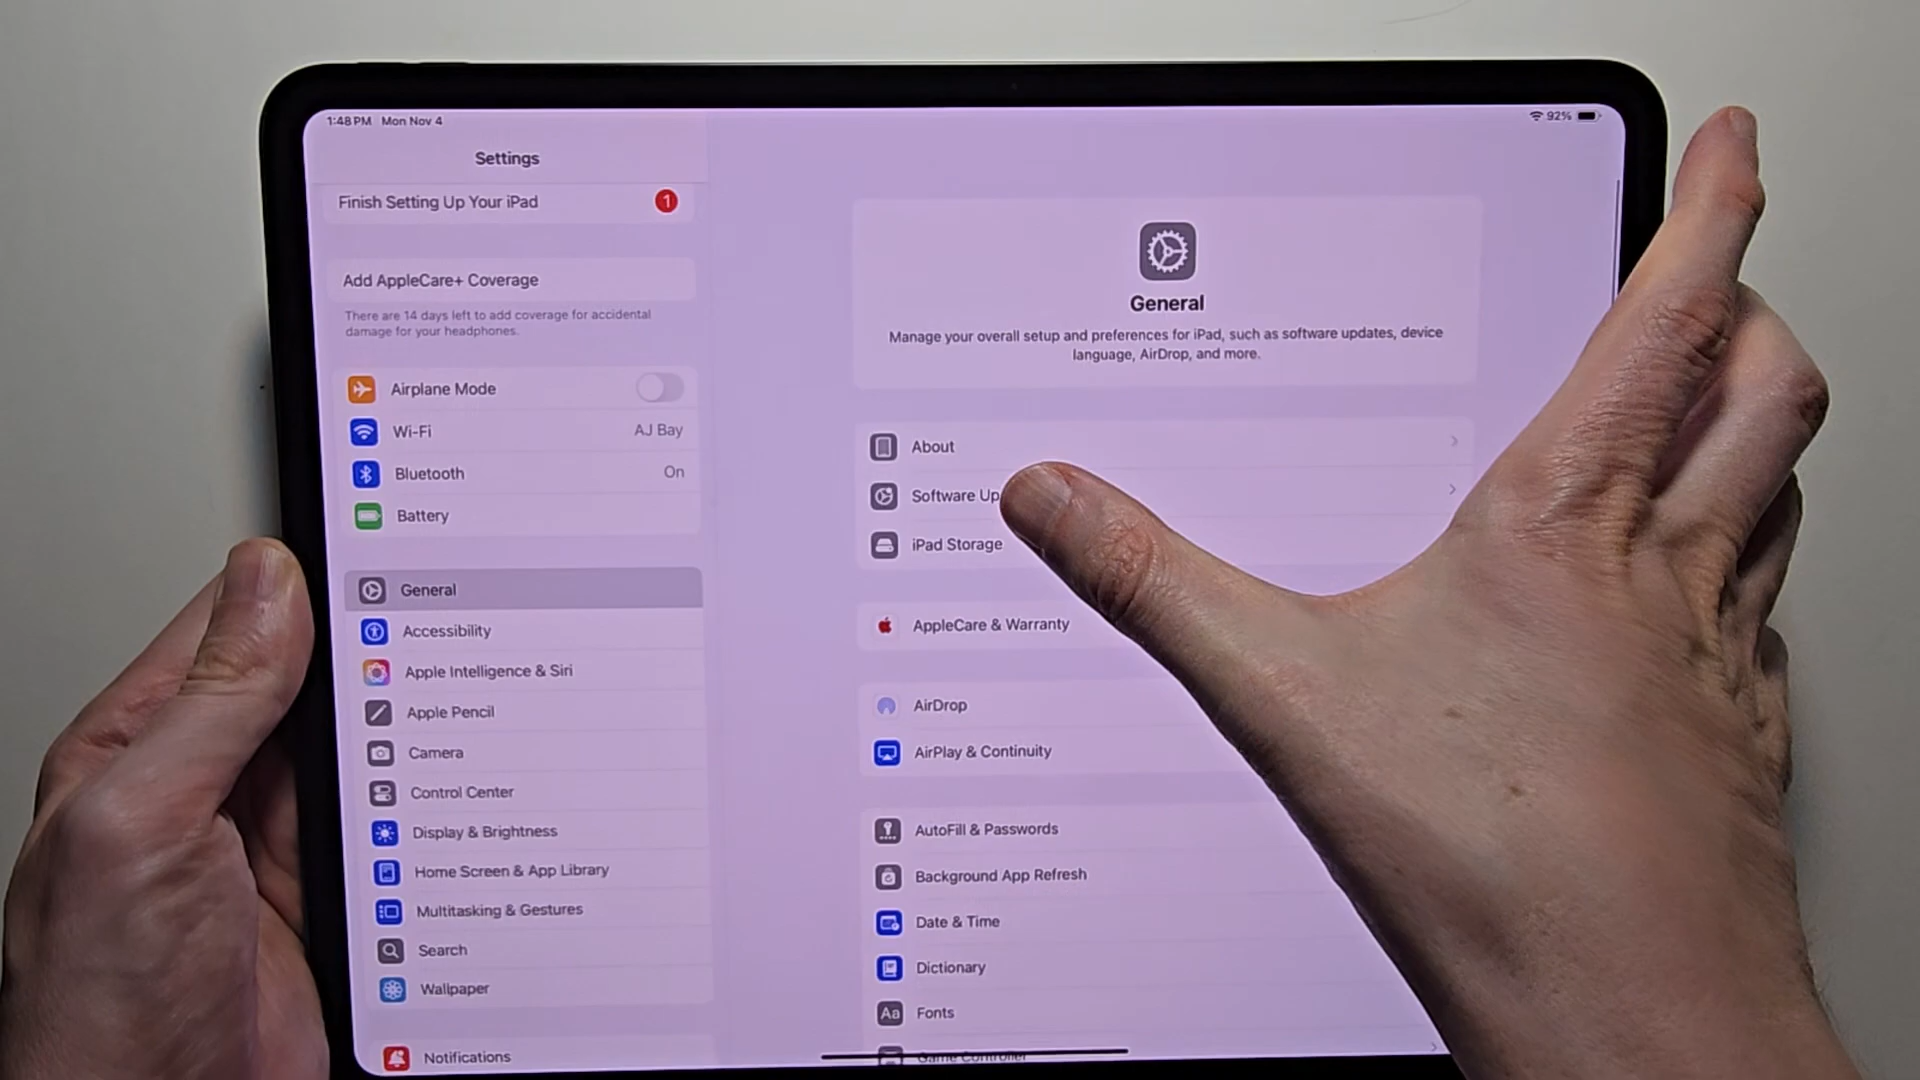 1:48 PM Mon Nov 4
92%
Settings
Finish Setting Up Your iPad
1
Add AppleCare+ Coverage
There are 14 days left to add coverage for accidental
damage for your headphones.
Airplane Mode
Wi-Fi AJ Bay
Bluetooth On
Battery
General
Accessibility
Apple Intelligence & Siri
Apple Pencil
Camera
Control Center
Display & Brightness
Home Screen & App Library
Multitasking & Gestures
Search
Wallpaper
Notifications
General
Manage your overall setup and preferences for iPad, such as software updates, device
language, AirDrop, and more.
About
Software Up
iPad Storage
AppleCare & Warranty
AirDrop
AirPlay & Continuity
AutoFill & Passwords
Background App Refresh
Date & Time
Dictionary
Aa Fonts
Game Controller